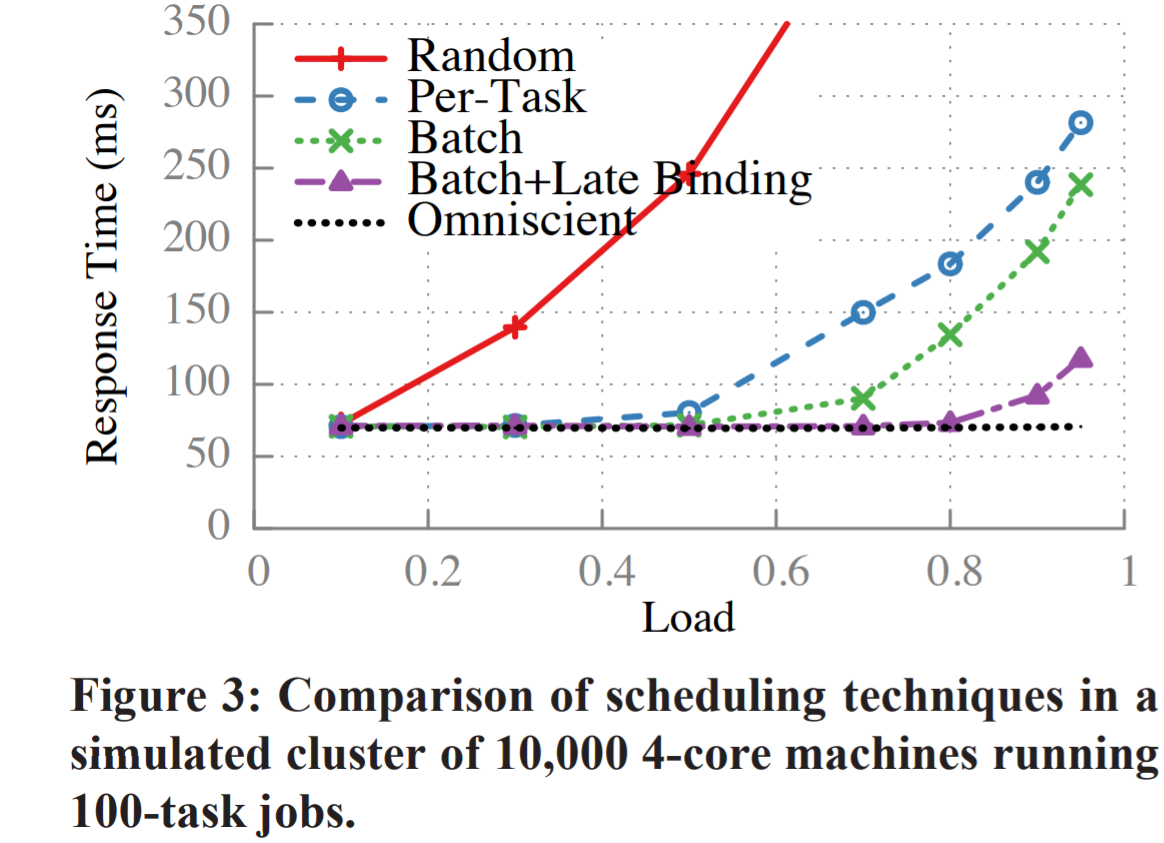 350
300
250
200
150
100
50
0
Response Time (ms)
Random
Per-Task
Batch
Batch+Late Binding
Omniscient
0 0.2 0.4 0.6 0.8 1
Load
Figure 3: Comparison of scheduling techniques in a
simulated cluster of 10,000 4-core machines running
100-task jobs.